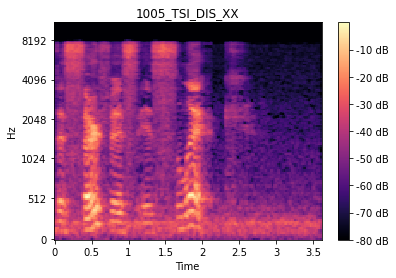 1005_TSI_DIS_XX
8192
4096
2048
1024
512
0
Hz
0 0.5 1 1.5 2 2.5 3 3.5
Time
-10 dB
-20 dB
-30 dB
-40 dB
-50 dB
-60 dB
-70 dB
-80 dB